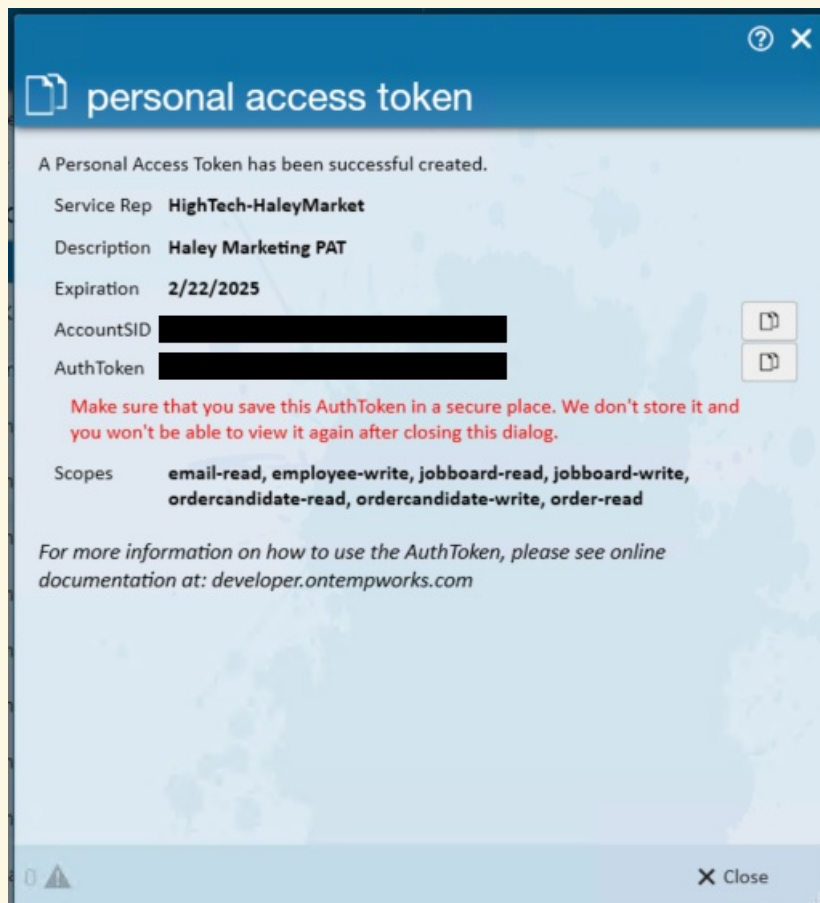 personal access token
A Personal Access Token has been successful created.
Service Rep HighTech-HaleyMarket
Description Haley Marketing PAT
Expiration 2/22/2025
AccountSID
AuthToken
Make sure that you save this AuthToken in a secure place. We don't store it and
you won't be able to view it again after closing this dialog.
Scopes email-read, employee-write, jobboard-read, jobboard-write,
ordercandidate-read, ordercandidate-write, order-read
For more information on how to use the AuthToken, please see online
documentation at: developer.ontempworks.com
0
Close